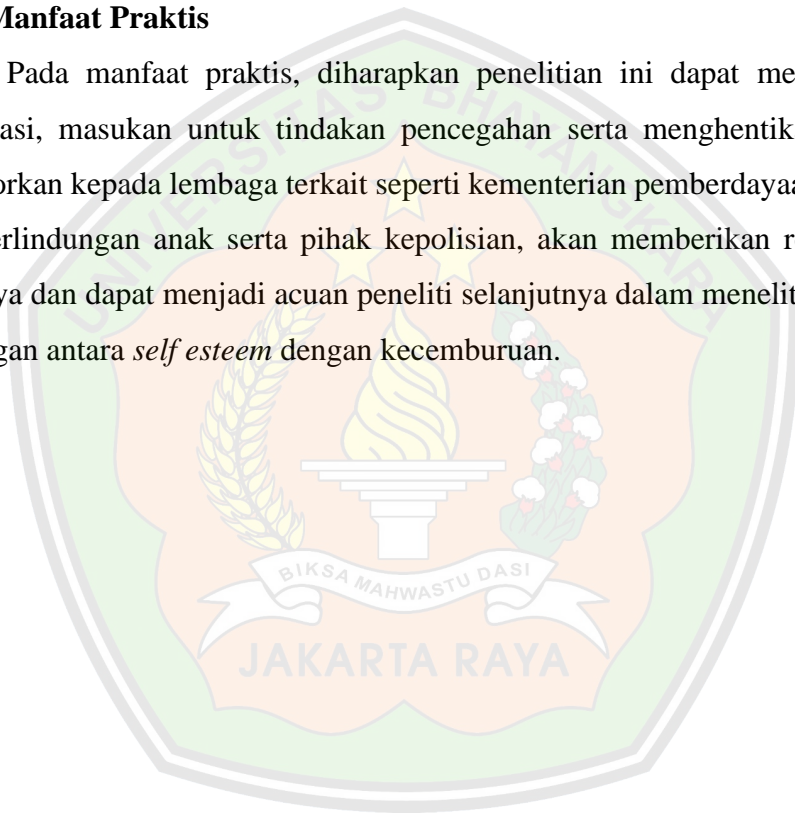 Manfaat Praktis
Pada manfaat praktis, diharapkan penelitian ini dapat me
asi, masukan untuk tindakan pencegahan serta menghentik
orkan kepada lembaga terkait seperti kementerian pemberdayaa
erlindungan anak serta pihak kepolisian, akan memberikan r
ya dan dapat menjadi acuan peneliti selanjutnya dalam menelit
gan antara self esteem dengan kecemburuan.
UNIVERSITAS BHAYANGKARA
BIKSA MAHWASTU DASI
JAKARTA RAYA